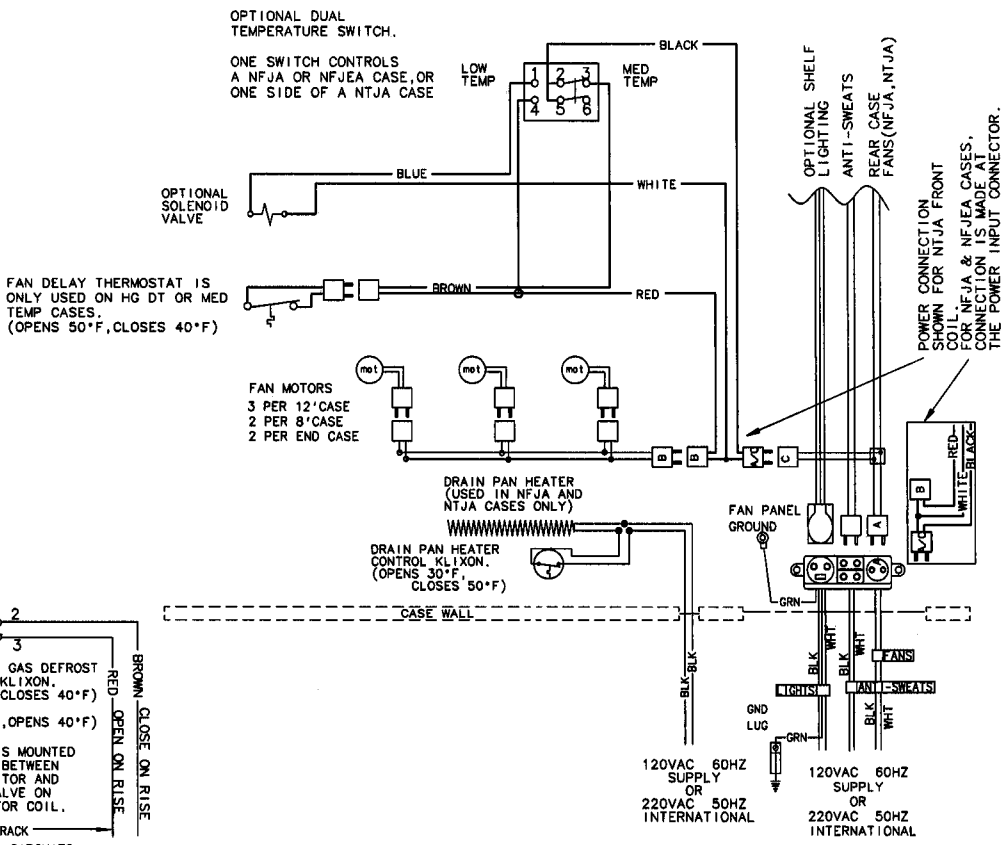 OPTIONAL DUAL
TEMPERATURE SWITCH.
ONE SWITCH CONTROLS
A NFJA OR NFJEA CASE,OR
ONE SIDE OF A NTJA CASE
LOW
TEMP
1 2 3
4 5 6
MED
TEMP
BLACK
BLUE
WHITE
OPTIONAL
SOLENOID
VALVE
FAN DELAY THERMOSTAT IS
ONLY USED ON HG DT OR MED
TEMP CASES.
(OPENS 50°F,CLOSES 40°F)
BROWN
RED
mot
mot
mot
FAN MOTORS
3 PER 12'CASE
2 PER 8'CASE
2 PER END CASE
B
B
C
OPTIONAL SHELF
LIGHTING
ANTI-SWEATS
REAR CASE
FANS(NFJA,NTJA)
POWER CONNECTION
SHOWN FOR NTJA FRONT
COIL.
FOR NFJA & NFJEA CASES,
CONNECTION IS MADE AT
THE POWER INPUT CONNECTOR.
B
RED
WHITE
BLACK
DRAIN PAN HEATER
(USED IN NFJA AND
NTJA CASES ONLY)
DRAIN PAN HEATER
CONTROL KLIXON.
(OPENS 30°F,
CLOSES 50°F)
FAN PANEL
GROUND
A
A
GRN
CASE WALL
BLK
BLK
BLK
WHT
BLK
WHT
FANS
LIGHTS
ANTI-SWEATS
BLK
WHT
GND
LUG
GRN
120VAC 60HZ
SUPPLY
OR
220VAC 50HZ
INTERNATIONAL
120VAC 60HZ
SUPPLY
OR
220VAC 50HZ
INTERNATIONAL
2
3
GAS DEFROST
KLIXON.
CLOSES 40°F)
,OPENS 40°F)
S MOUNTED
BETWEEN
TOR AND
ALVE ON
TOR COIL.
RACK
RED
OPEN ON RISE
BROWN
CLOSE ON RISE